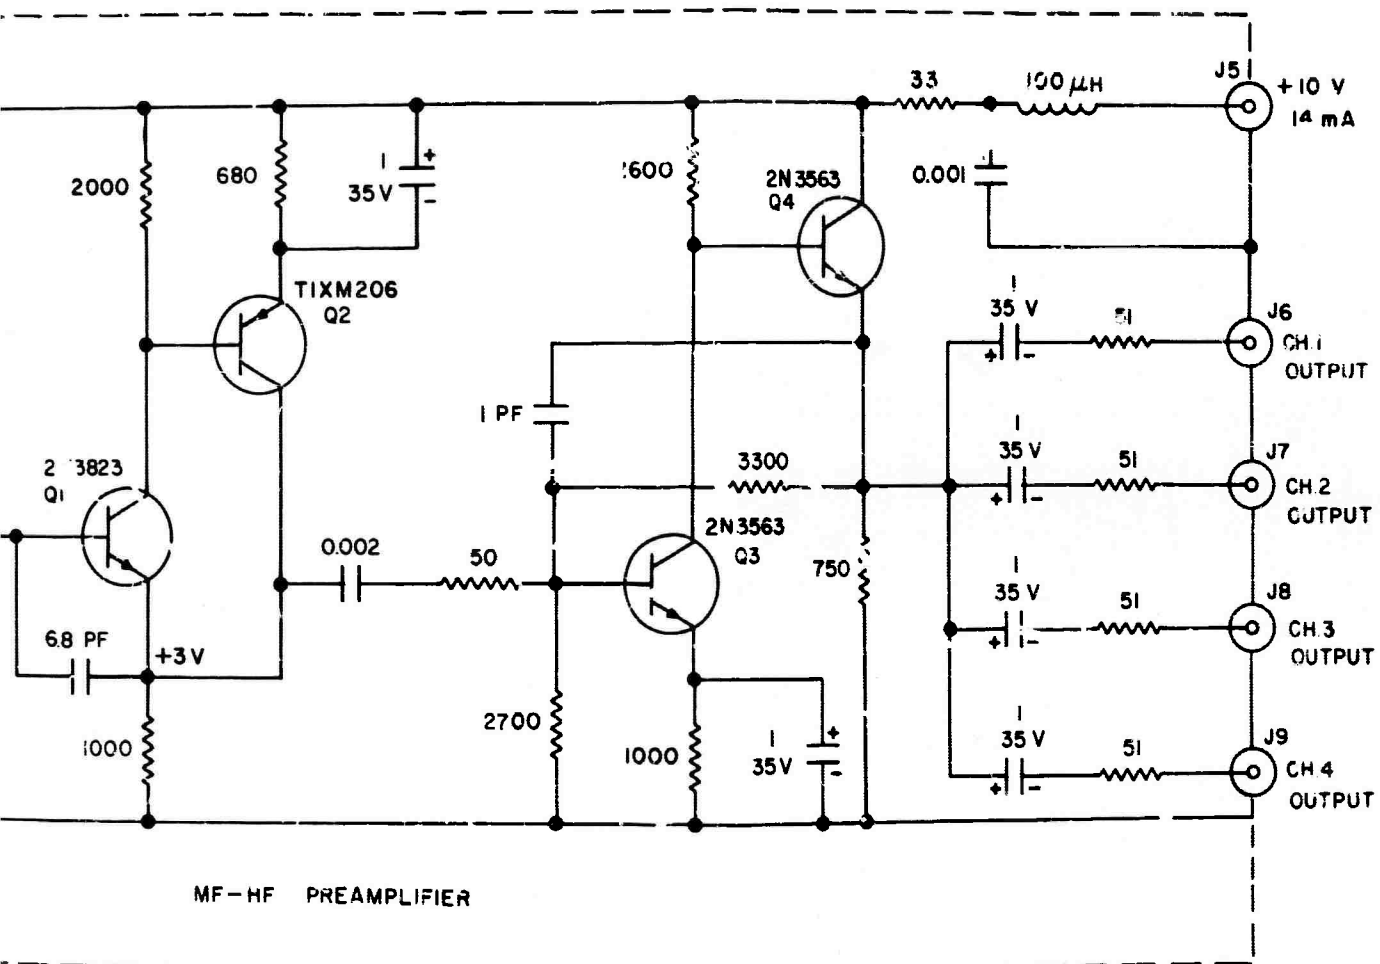 33
100 µH
J5
+10 V
14 mA
2000
680
1
35 V
+
-
2N3563
Q4
0.001
TIXM206
Q2
1
35 V
+
-
51
J6
CH.1
OUTPUT
1 PF
3823
Q1
3300
1
35 V
+
-
51
J7
CH.2
OUTPUT
2N3563
Q3
0.002
50
750
1
35 V
+
-
51
J8
CH.3
OUTPUT
6.8 PF
+3 V
1000
2700
1000
1
35 V
+
-
1
35 V
+
-
51
J9
CH.4
OUTPUT
MF-HF PREAMPLIFIER